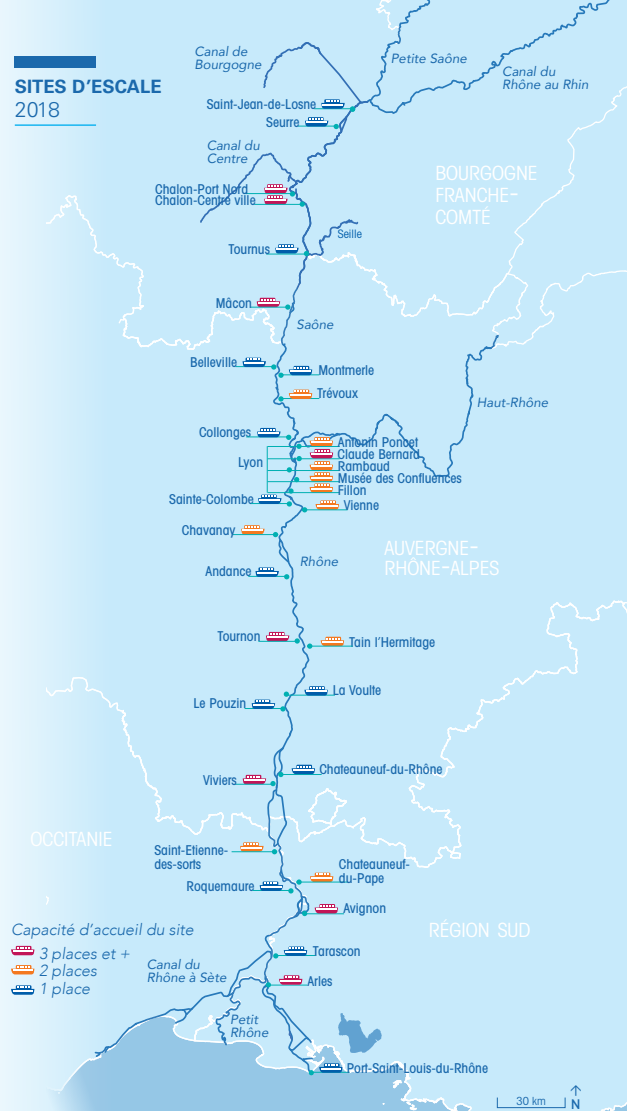 SITES D'ESCALE
2018
Canal de
Bourgogne
Petite Saône
Canal du
Rhône au Rhin
Saint-Jean-de-Losne
Seurre
Canal du
Centre
BOURGOGNE
FRANCHE-
COMTÉ
Chalon-Port Nord
Chalon-Centre ville
Seille
Tournus
Mâcon
Saône
Belleville
Montmerle
Trévoux
Haut-Rhône
Collonges
Antonin Poncet
Claude Bernard
Lyon
Rambaud
Musée des Confluences
Fillon
Sainte-Colombe
Vienne
Chavanay
AUVERGNE-
RHÔNE-ALPES
Rhône
Andance
Tournon
Tain l'Hermitage
La Voulte
Le Pouzin
Chateauneuf-du-Rhône
Viviers
OCCITANIE
Saint-Etienne-
des-sorts
Chateauneuf-
du-Pape
Roquemaure
Avignon
RÉGION SUD
Capacité d'accueil du site
3 places et +
2 places
1 place
Tarascon
Canal du
Rhône à Sète
Arles
Petit
Rhône
Port-Saint-Louis-du-Rhône
30 km
N